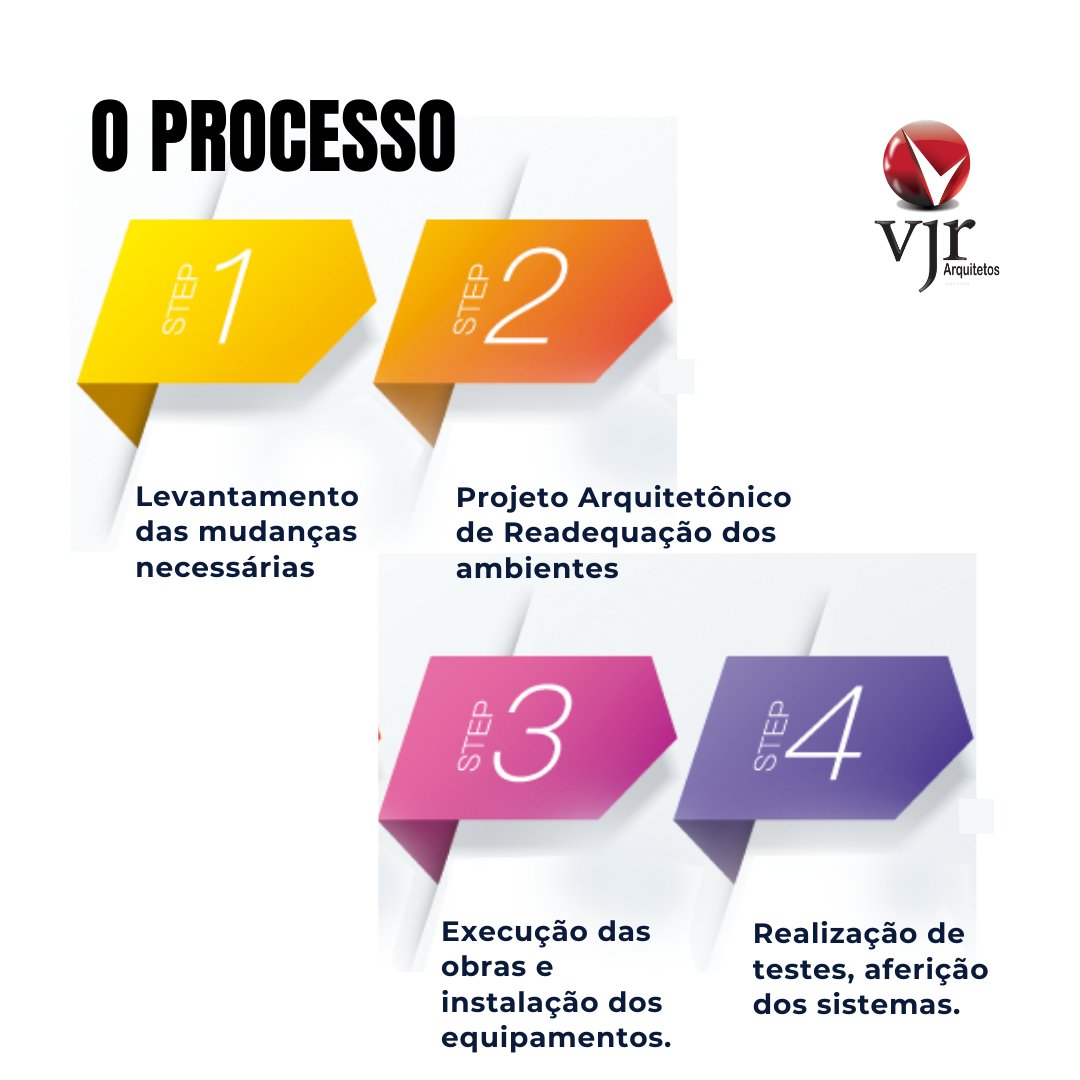 O PROCESSO
vjr
Arquitetos
STEP 1
STEP 2
Levantamento
das mudanças
necessárias
Projeto Arquitetônico
de Readequação dos
ambientes
STEP 3
STEP 4
Execução das
obras e
instalação dos
equipamentos.
Realização de
testes, aferição
dos sistemas.